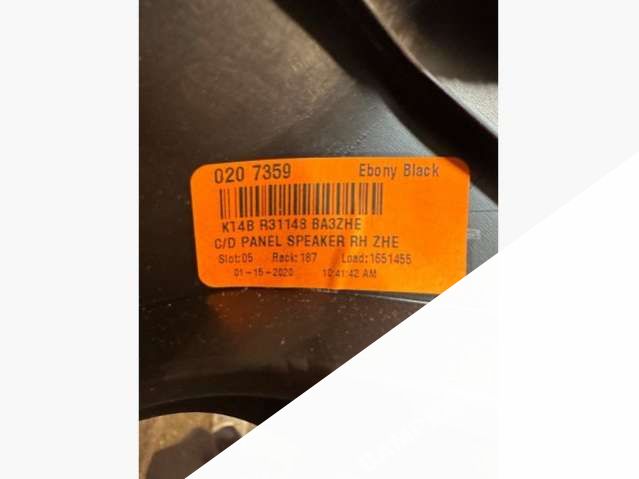 020 7359 Ebony Black
KT4B R31148 BA3ZHE
C/D PANEL SPEAKER RH ZHE
Slot:05 Rack:187 Load:1651455
01-15-2020 10:41:42 AM